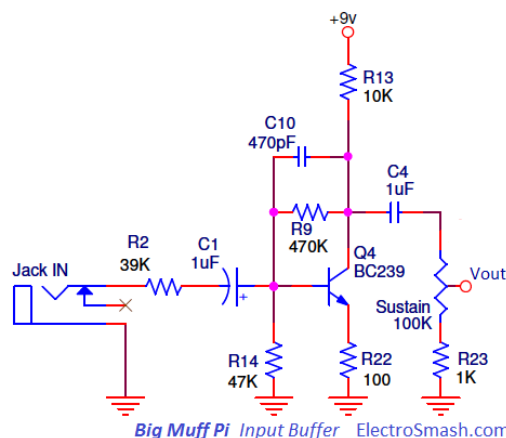 +9v
R13
10K
C10
470pF
C4
1uF
R9
470K
Q4
BC239
R2
39K
C1
1uF
+
Jack IN
Vout
Sustain
100K
R14
47K
R22
100
R23
1K
Big Muff Pi Input Buffer ElectroSmash.com